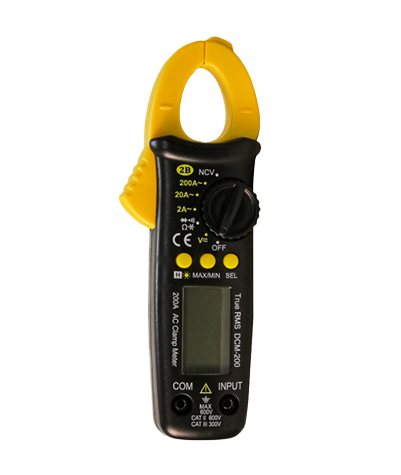 2B
NCV
200A~
20A~
2A~
Ω
CE
V≂
OFF
H MAX/MIN SEL
True RMS DCM-200
200A AC Clamp Meter
COM INPUT
MAX
600V
CAT II 600V
CAT III 300V